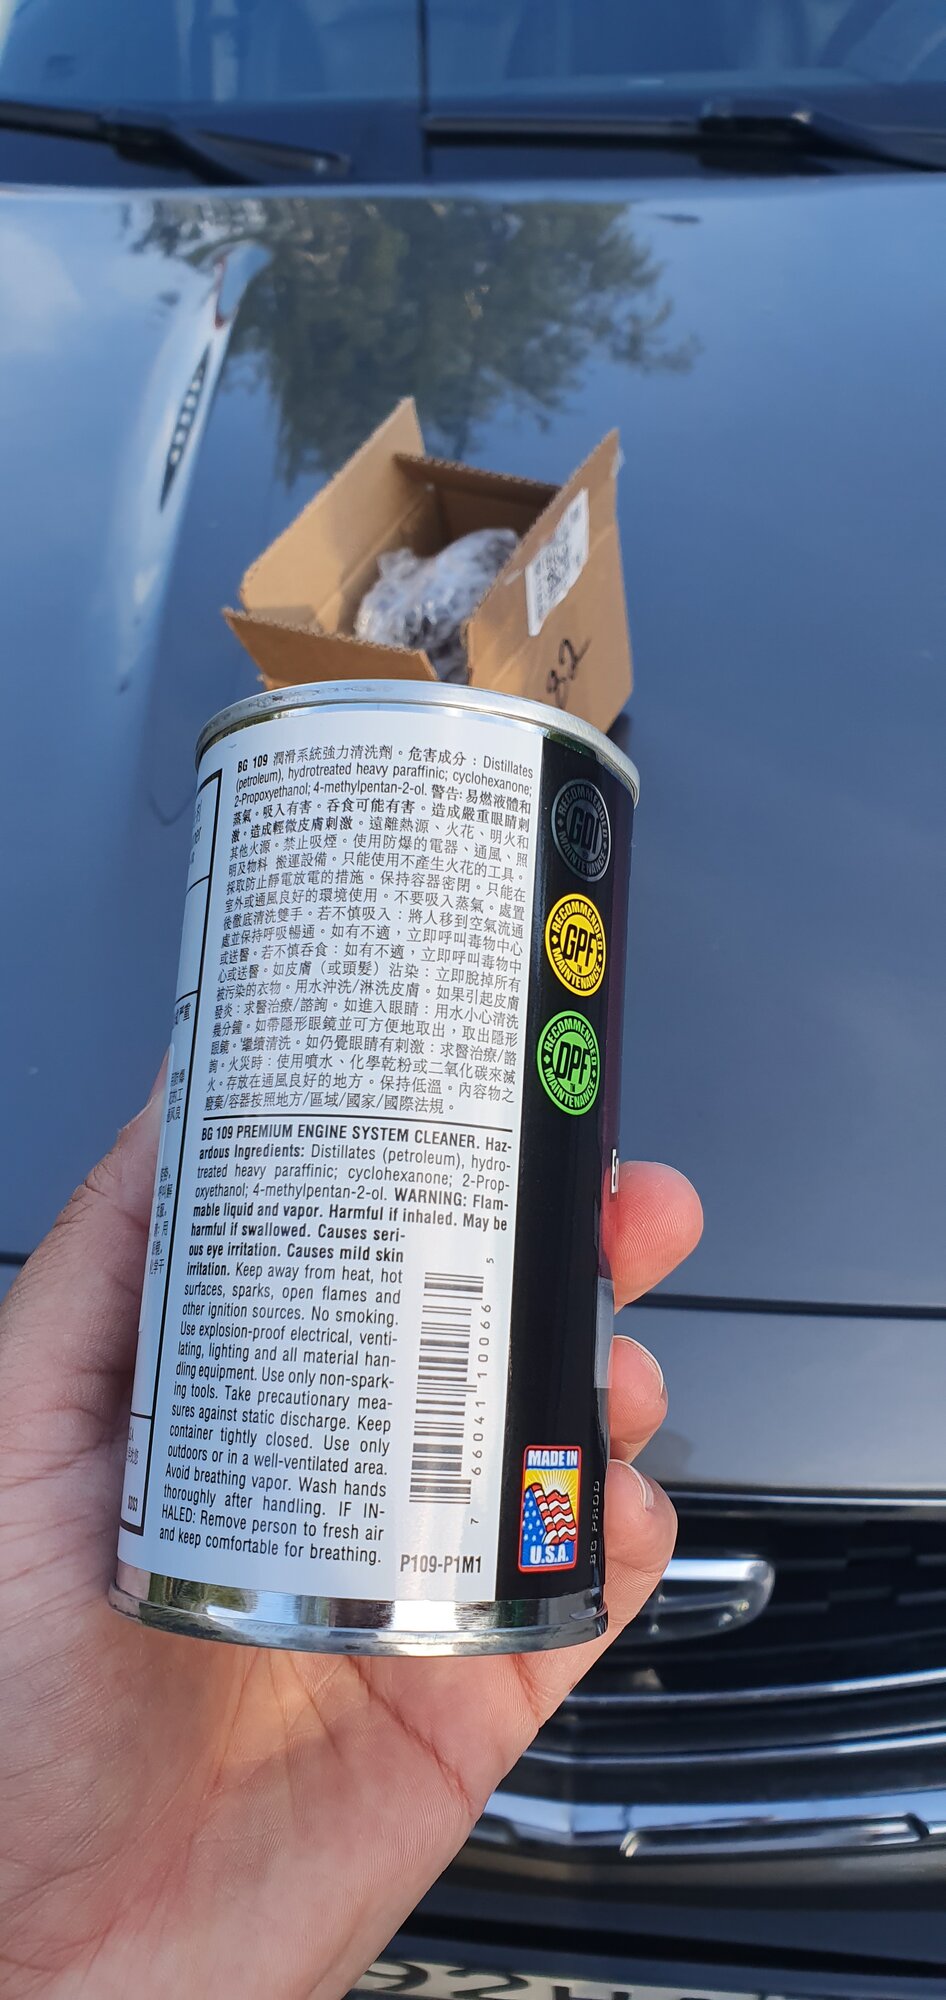 BG 109 潤滑系統強力清洗劑。危害成分：Distillates
(petroleum), hydrotreated heavy paraffinic; cyclohexanone;
2-Propoxyethanol; 4-methylpentan-2-ol. 警告: 易燃液體和
蒸氣。吸入有害。吞食可能有害。造成嚴重眼睛刺
激。造成輕微皮膚刺激。遠離熱源、火花、明火和
其他火源。禁止吸煙。使用防爆的電器、通風、照
明及物料 搬運設備。只能使用不產生火花的工具。
採取防止靜電放電的措施。保持容器密閉。只能在
室外或通風良好的環境使用。不要吸入蒸氣。處置
後徹底清洗雙手。若不慎吸入：將人移到空氣流通
處並保持呼吸暢通。如有不適，立即呼叫毒物中心
或送醫。若不慎吞食：如有不適，立即呼叫毒物中
心或送醫。如皮膚（或頭髮）沾染：立即脫掉所有
被污染的衣物。用水沖洗/淋洗皮膚。如果引起皮膚
發炎：求醫治療/諮詢。如進入眼睛：用水小心清洗
幾分鐘。如帶隱形眼鏡並可方便地取出，取出隱形
眼鏡。繼續清洗。如仍覺眼睛有刺激：求醫治療/諮
詢。火災時：使用噴水、化學乾粉或二氧化碳來滅
火。存放在通風良好的地方。保持低溫。內容物之
廢棄/容器按照地方/區域/國家/國際法規。
BG 109 PREMIUM ENGINE SYSTEM CLEANER. Haz-
ardous Ingredients: Distillates (petroleum), hydro-
treated heavy paraffinic; cyclohexanone; 2-Prop-
oxyethanol; 4-methylpentan-2-ol. WARNING: Flam-
mable liquid and vapor. Harmful if inhaled. May be
harmful if swallowed. Causes seri-
ous eye irritation. Causes mild skin
irritation. Keep away from heat, hot
surfaces, sparks, open flames and
other ignition sources. No smoking.
Use explosion-proof electrical, venti-
lating, lighting and all material han-
dling equipment. Use only non-spark-
ing tools. Take precautionary mea-
sures against static discharge. Keep
container tightly closed. Use only
outdoors or in a well-ventilated area.
Avoid breathing vapor. Wash hands
thoroughly after handling. IF IN-
HALED: Remove person to fresh air
and keep comfortable for breathing.
P109-P1M1
7 66041 10066 5
RECOMMENDED
GDI
MAINTENANCE
RECOMMENDED
GPF
MAINTENANCE
RECOMMENDED
DPF
MAINTENANCE
MADE IN
U.S.A.
BG PROD
82